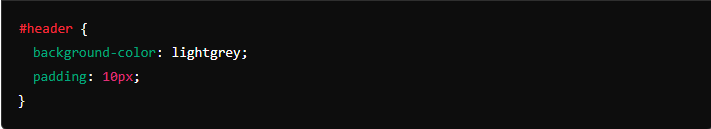 #header {
  background-color: lightgrey;
  padding: 10px;
}